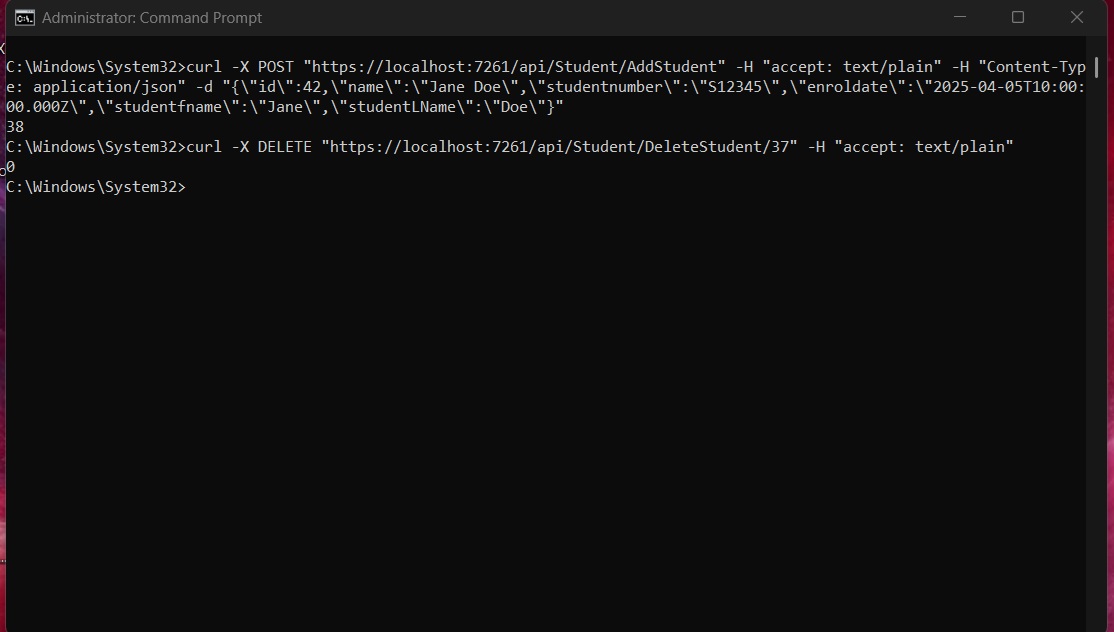 Administrator: Command Prompt
C:\Windows\System32>curl -X POST "https://localhost:7261/api/Student/AddStudent" -H "accept: text/plain" -H "Content-Typ
e: application/json" -d "{\"id\":42,\"name\":\"Jane Doe\",\"studentnumber\":\"S12345\",\"enroldate\":\"2025-04-05T10:00:
00.000Z\",\"studentfname\":\"Jane\",\"studentLName\":\"Doe\"}"
38
C:\Windows\System32>curl -X DELETE "https://localhost:7261/api/Student/DeleteStudent/37" -H "accept: text/plain"
0
C:\Windows\System32>